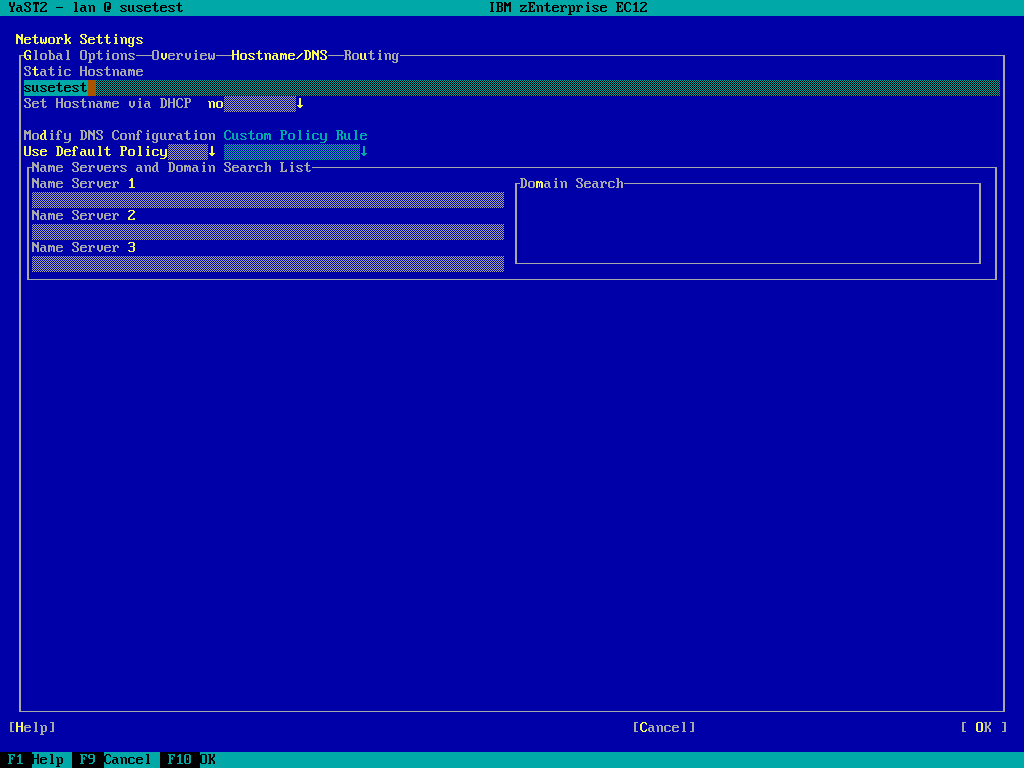 YaST2 - lan @ susetest IBM zEnterprise EC12
Network Settings
Global Options Overview Hostname/DNS Routing
Static Hostname
susetest
Set Hostname via DHCP no↓
Modify DNS Configuration Custom Policy Rule
Use Default Policy ↓ ↓
Name Servers and Domain Search List
Name Server 1 Domain Search
Name Server 2
Name Server 3
[Help] [Cancel] [ OK ]
F1 Help F9 Cancel F10 OK